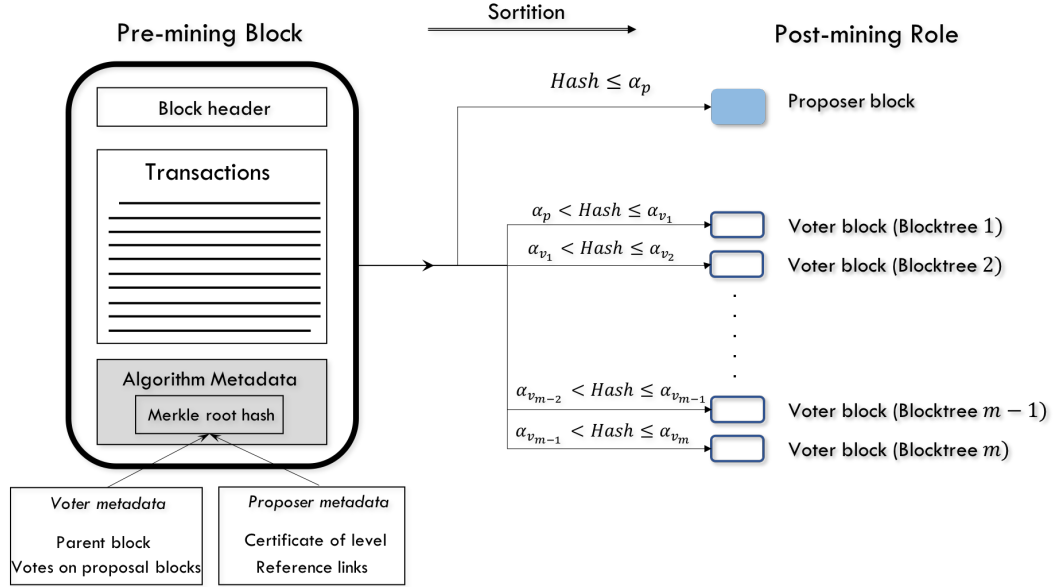 Sortition
Pre-mining Block
Post-mining Role
Block header
Transactions
Algorithm Metadata
Merkle root hash
Voter metadata
Parent block
Votes on proposal blocks
Proposer metadata
Certificate of level
Reference links
Hash ≤ α_p
Proposer block
α_p < Hash ≤ α_{v_1}
Voter block (Blocktree 1)
α_{v_1} < Hash ≤ α_{v_2}
Voter block (Blocktree 2)
α_{v_{m−2}} < Hash ≤ α_{v_{m−1}}
Voter block (Blocktree m − 1)
α_{v_{m−1}} < Hash ≤ α_{v_m}
Voter block (Blocktree m)